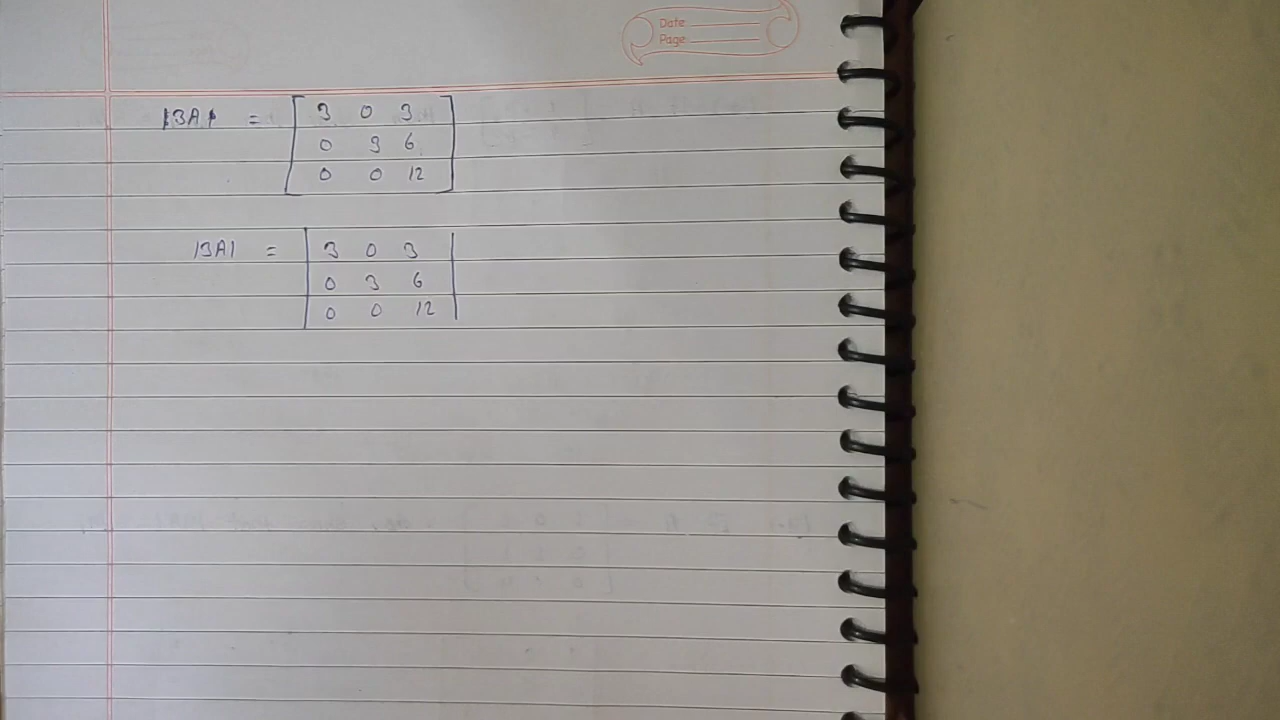 Date
Page
|3A| = [ 3 0 3
0 3 6
0 0 12 ]
|3A| = | 3 0 3 |
0 3 6
0 0 12